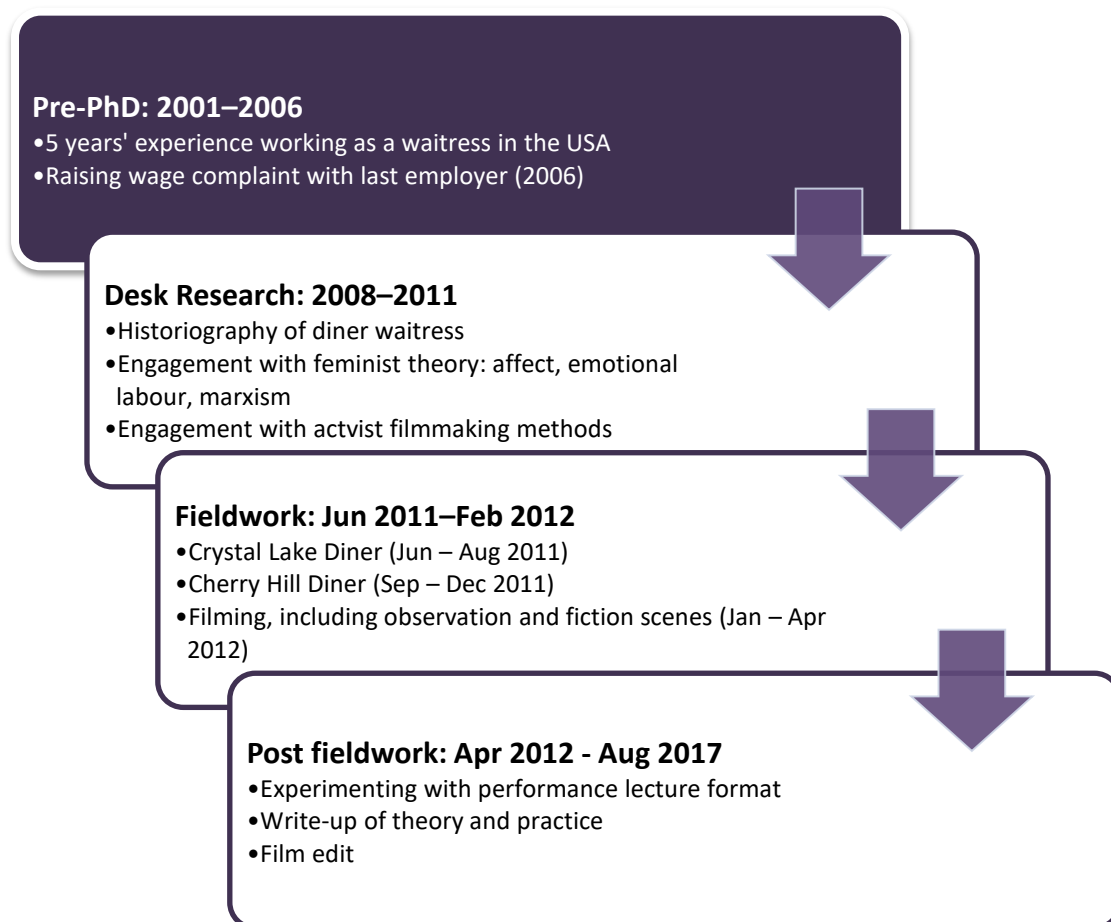 Pre-PhD: 2001–2006
•5 years' experience working as a waitress in the USA
•Raising wage complaint with last employer (2006)
Desk Research: 2008–2011
•Historiography of diner waitress
•Engagement with feminist theory: affect, emotional
labour, marxism
•Engagement with actvist filmmaking methods
Fieldwork: Jun 2011–Feb 2012
•Crystal Lake Diner (Jun – Aug 2011)
•Cherry Hill Diner (Sep – Dec 2011)
•Filming, including observation and fiction scenes (Jan – Apr
2012)
Post fieldwork: Apr 2012 - Aug 2017
•Experimenting with performance lecture format
•Write-up of theory and practice
•Film edit